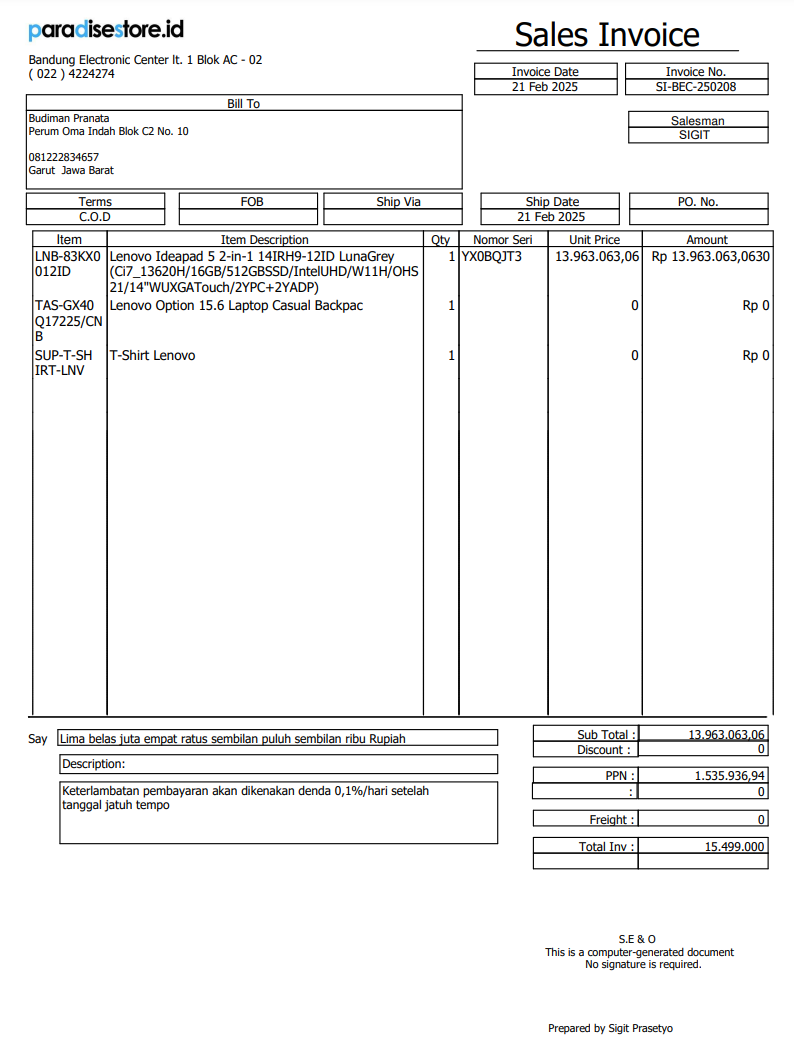 paradisestore.id
Sales Invoice
Bandung Electronic Center lt. 1 Blok AC - 02
( 022 ) 4224274
Invoice Date
Invoice No.
21 Feb 2025
SI-BEC-250208
Bill To
Budiman Pranata
Perum Oma Indah Blok C2 No. 10
081222834657
Garut  Jawa Barat
Salesman
SIGIT
Terms
FOB
Ship Via
Ship Date
PO. No.
C.O.D
21 Feb 2025
Item
Item Description
Qty
Nomor Seri
Unit Price
Amount
LNB-83KX0
012ID
Lenovo Ideapad 5 2-in-1 14IRH9-12ID LunaGrey
(Ci7_13620H/16GB/512GBSSD/IntelUHD/W11H/OHS
21/14"WUXGATouch/2YPC+2YADP)
1
YX0BQJT3
13.963.063,06
Rp 13.963.063,0630
TAS-GX40
Q17225/CN
B
Lenovo Option 15.6 Laptop Casual Backpac
1
0
Rp 0
SUP-T-SH
IRT-LNV
T-Shirt Lenovo
1
0
Rp 0
Say
Lima belas juta empat ratus sembilan puluh sembilan ribu Rupiah
Description:
Keterlambatan pembayaran akan dikenakan denda 0,1%/hari setelah
tanggal jatuh tempo
Sub Total : 13.963.063,06
Discount : 0
PPN : 1.535.936,94
: 0
Freight : 0
Total Inv : 15.499.000
S.E & O
This is a computer-generated document
No signature is required.
Prepared by Sigit Prasetyo